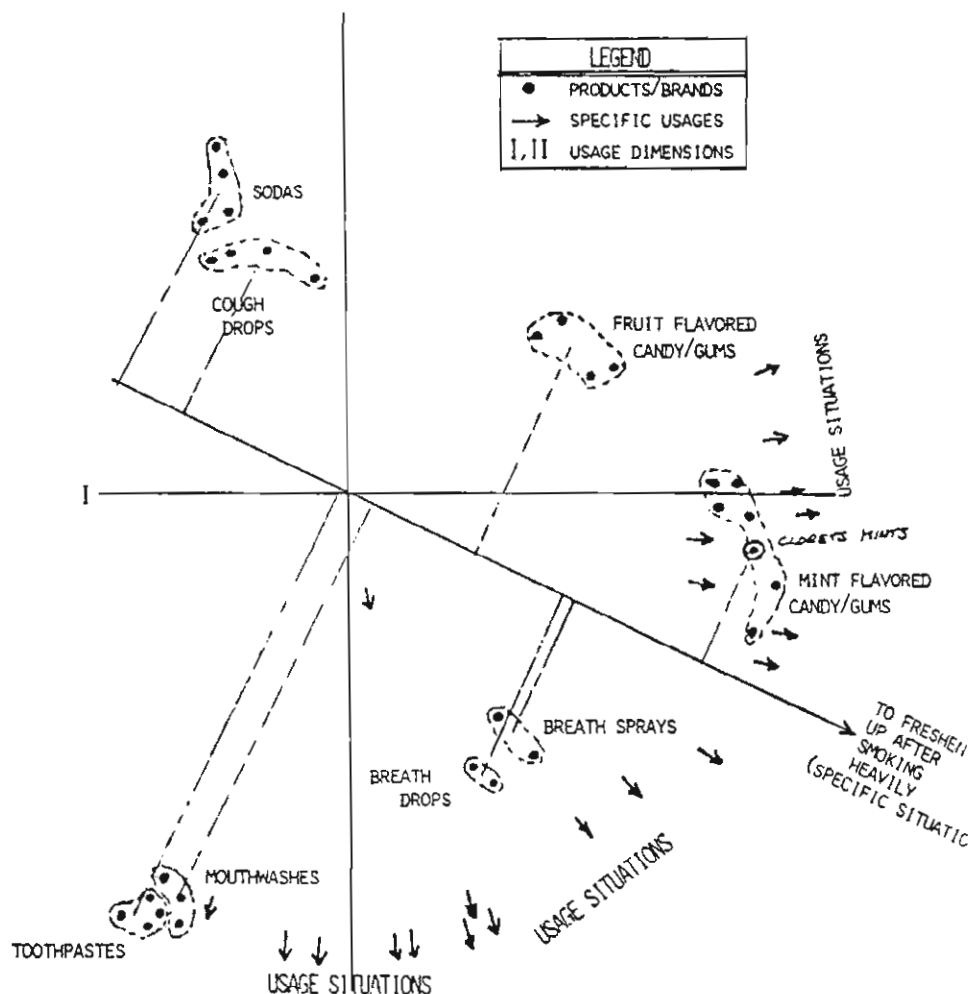 LEGEND
PRODUCTS/BRANDS
SPECIFIC USAGES
I, II USAGE DIMENSIONS
SODAS
COUGH
DROPS
FRUIT FLAVORED
CANDY/GUMS
USAGE SITUATIONS
I
CLORETS MINTS
MINT FLAVORED
CANDY/GUMS
TO FRESHEN
UP AFTER
SMOKING
HEAVILY
(SPECIFIC SITUATIC
BREATH SPRAYS
BREATH
DROPS
USAGE SITUATIONS
MOUTHWASHES
TOOTHPASTES
USAGE SITUATIONS